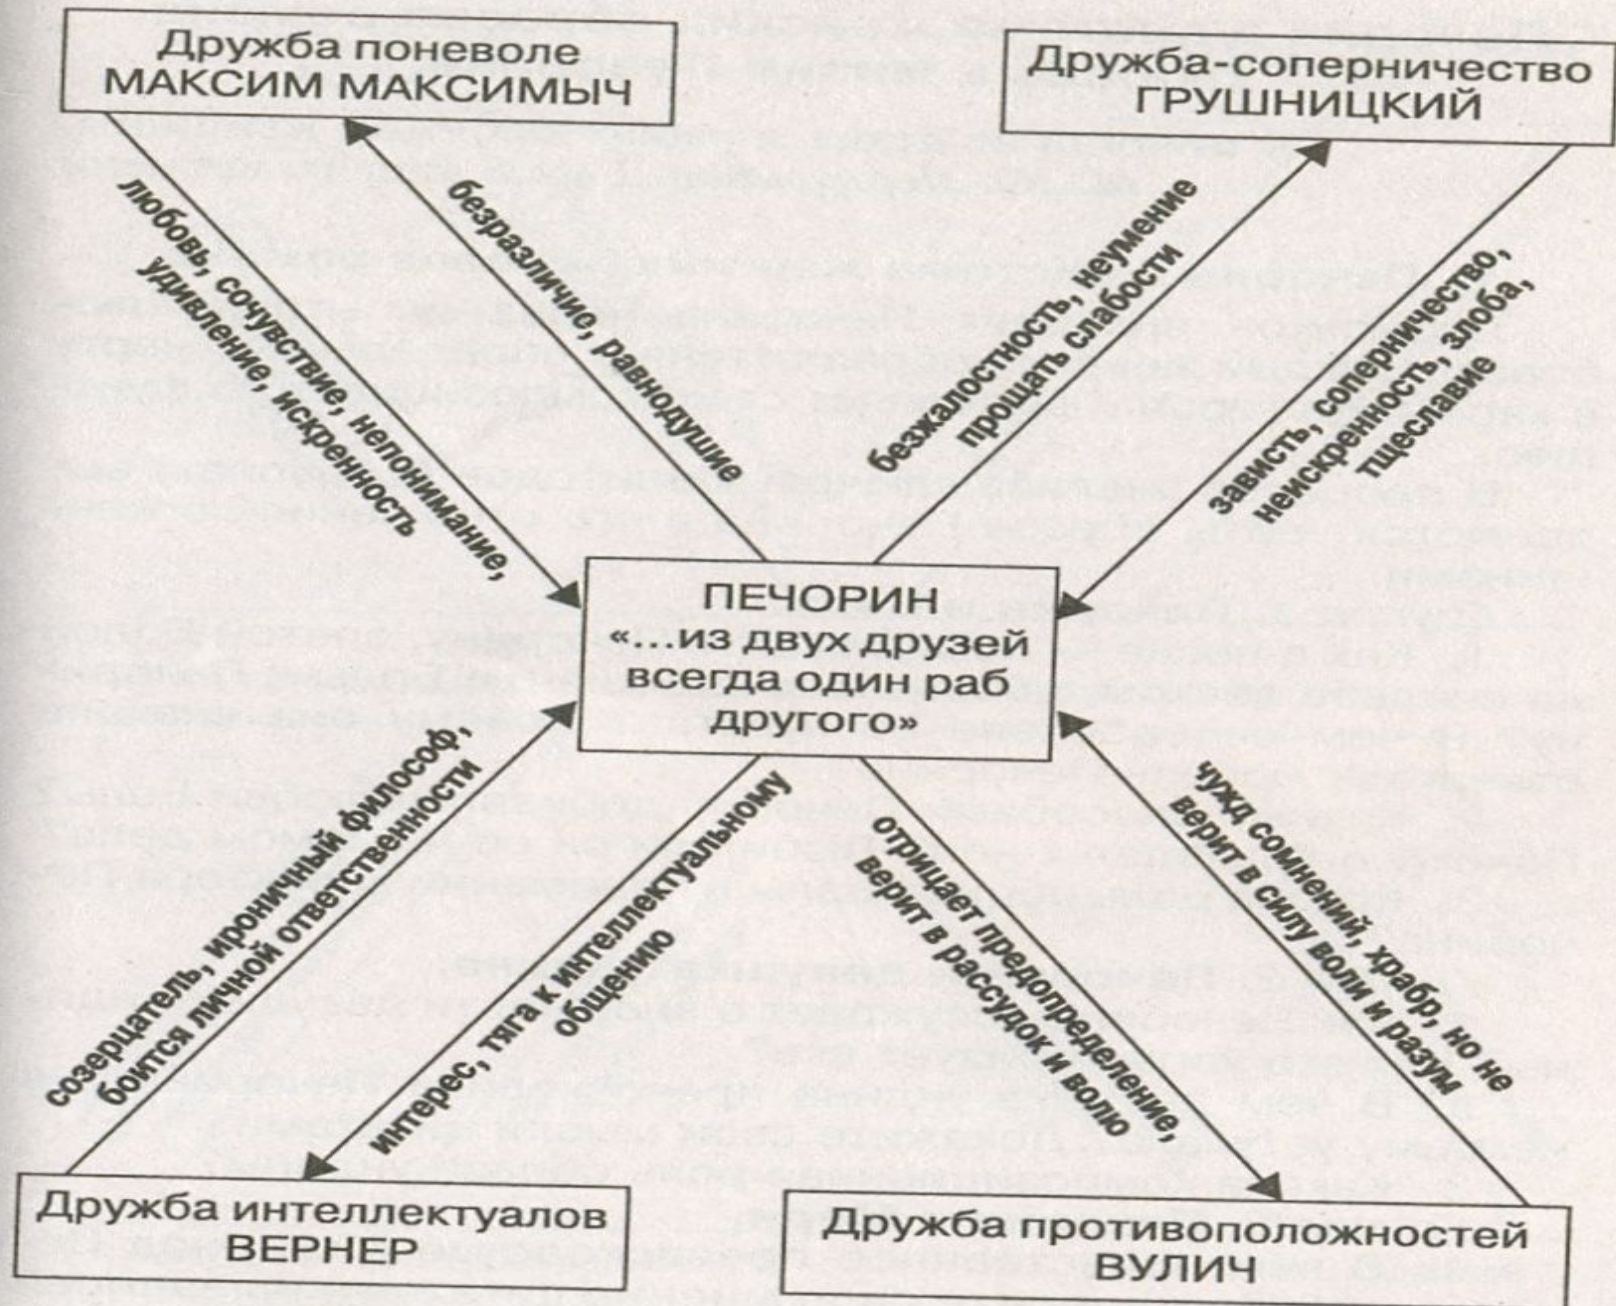 Дружба поневоле
МАКСИМ МАКСИМЫЧ
Дружба-соперничество
ГРУШНИЦКИЙ
любовь, сочувствие, непонимание,
удивление, искренность
безразличие, равнодушие
безжалостность, неумение
прощать слабости
зависть, соперничество,
неискренность, злоба,
тщеславие
ПЕЧОРИН
«...из двух друзей
всегда один раб
другого»
созерцатель, ироничный философ,
боится личной ответственности
интерес, тяга к интеллектуальному
общению
отрицает предопределение,
верит в рассудок и волю
чужд сомнений, храбр, но не
верит в силу воли и разум
Дружба интеллектуалов
ВЕРНЕР
Дружба противоположностей
ВУЛИЧ